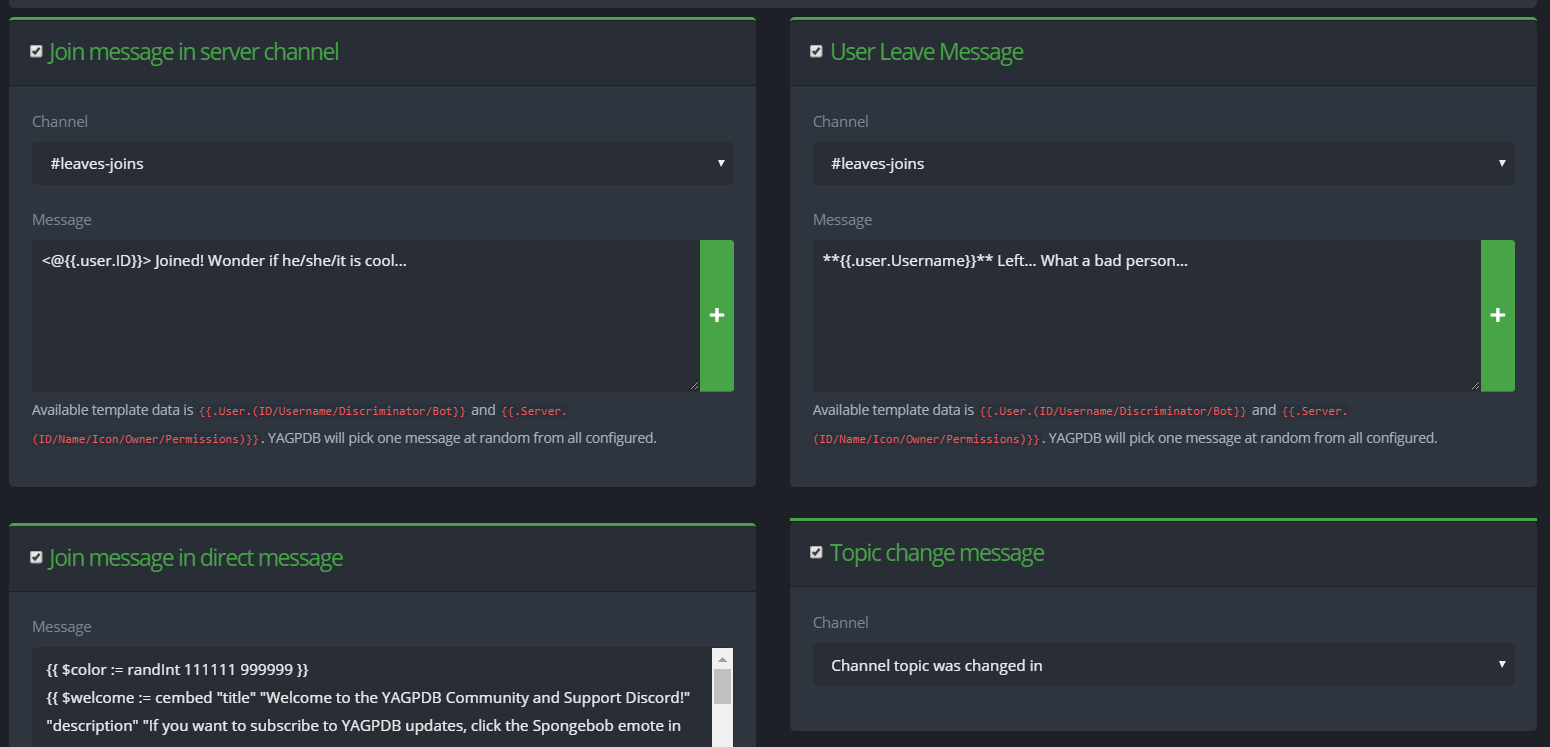 Join message in server channel
Channel
#leaves-joins
Message
<@{{.user.ID}}> Joined! Wonder if he/she/it is cool...
Available template data is {{.User.(ID/Username/Discriminator/Bot}} and {{.Server.
(ID/Name/Icon/Owner/Permissions)}}. YAGPDB will pick one message at random from all configured.
User Leave Message
Channel
#leaves-joins
Message
**{{.user.Username}}** Left... What a bad person...
Available template data is {{.User.(ID/Username/Discriminator/Bot}} and {{.Server.
(ID/Name/Icon/Owner/Permissions)}}. YAGPDB will pick one message at random from all configured.
Join message in direct message
Message
{{ $color := randInt 111111 999999 }}
{{ $welcome := cembed "title" "Welcome to the YAGPDB Community and Support Discord!"
"description" "If you want to subscribe to YAGPDB updates, click the Spongebob emote in
Topic change message
Channel
Channel topic was changed in